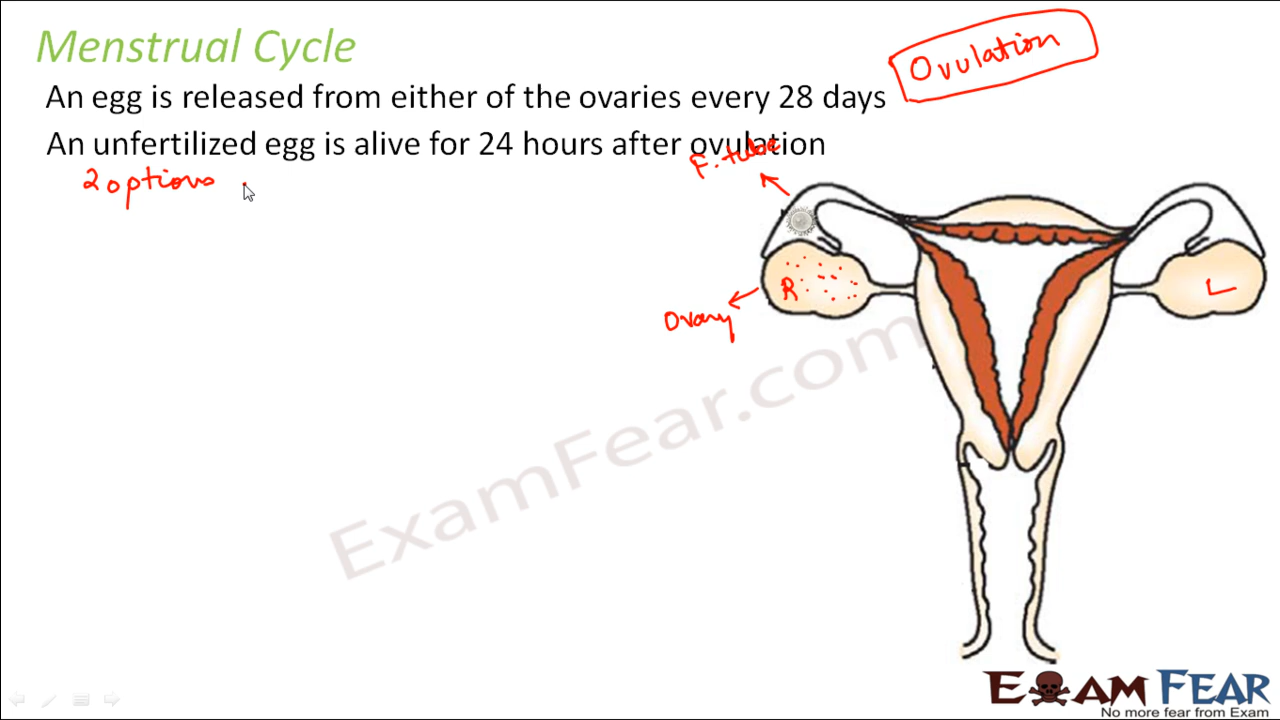 Menstrual Cycle
Ovulation
An egg is released from either of the ovaries every 28 days
An unfertilized egg is alive for 24 hours after ovulation
F. tube
2 options
R
L
Ovary
ExamFear.com
EXAM FEAR
No more fear from Exam